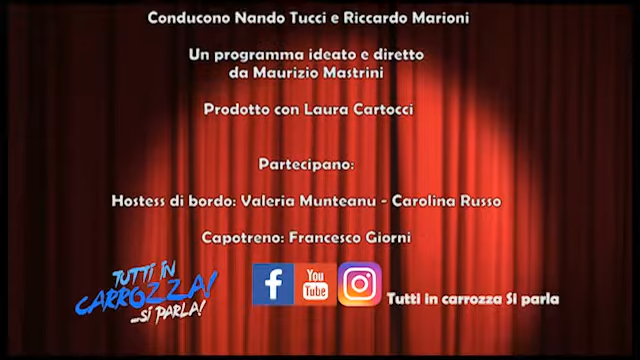 Conducono Nando Tucci e Riccardo Marioni
Un programma ideato e diretto
da Maurizio Mastrini
Prodotto con Laura Cartocci
Partecipano:
Hostess di bordo: Valeria Munteanu - Carolina Russo
Capotreno: Francesco Giorni
TUTTI IN
CARROZZA!
...SI PARLA!
You
Tube
Tutti in carrozza Si parla